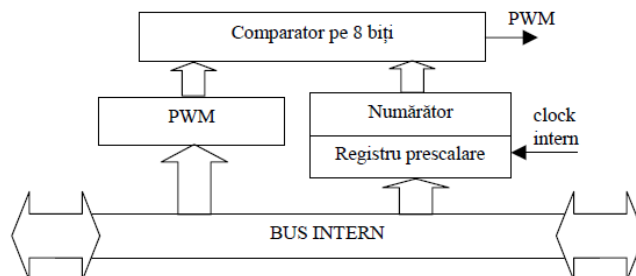 PWM
Comparator pe 8 biți
PWM
Numărător
clock
intern
Registru prescalare
BUS INTERN